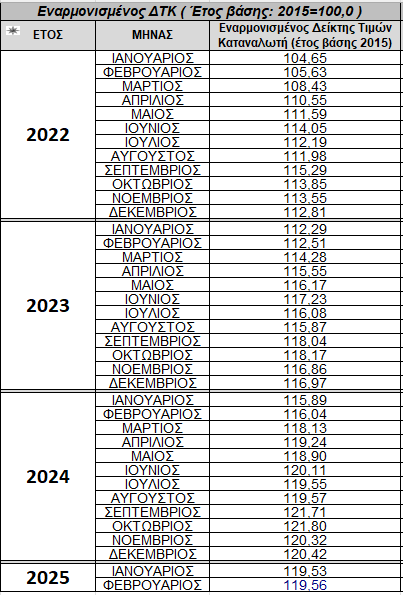 Εναρμονισμένος ΔΤΚ ( Έτος βάσης: 2015=100,0 )
* ΕΤΟΣ ΜΗΝΑΣ Εναρμονισμένος Δείκτης Τιμών
Καταναλωτή (έτος βάσης 2015)
2022
ΙΑΝΟΥΑΡΙΟΣ 104,65
ΦΕΒΡΟΥΑΡΙΟΣ 105,63
ΜΑΡΤΙΟΣ 108,43
ΑΠΡΙΛΙΟΣ 110,55
ΜΑΙΟΣ 111,59
ΙΟΥΝΙΟΣ 114,05
ΙΟΥΛΙΟΣ 112,19
ΑΥΓΟΥΣΤΟΣ 111,98
ΣΕΠΤΕΜΒΡΙΟΣ 115,29
ΟΚΤΩΒΡΙΟΣ 113,85
ΝΟΕΜΒΡΙΟΣ 113,55
ΔΕΚΕΜΒΡΙΟΣ 112,81
2023
ΙΑΝΟΥΑΡΙΟΣ 112,29
ΦΕΒΡΟΥΑΡΙΟΣ 112,51
ΜΑΡΤΙΟΣ 114,28
ΑΠΡΙΛΙΟΣ 115,55
ΜΑΙΟΣ 116,17
ΙΟΥΝΙΟΣ 117,23
ΙΟΥΛΙΟΣ 116,08
ΑΥΓΟΥΣΤΟΣ 115,87
ΣΕΠΤΕΜΒΡΙΟΣ 118,04
ΟΚΤΩΒΡΙΟΣ 118,17
ΝΟΕΜΒΡΙΟΣ 116,86
ΔΕΚΕΜΒΡΙΟΣ 116,97
2024
ΙΑΝΟΥΑΡΙΟΣ 115,89
ΦΕΒΡΟΥΑΡΙΟΣ 116,04
ΜΑΡΤΙΟΣ 118,13
ΑΠΡΙΛΙΟΣ 119,24
ΜΑΙΟΣ 118,90
ΙΟΥΝΙΟΣ 120,11
ΙΟΥΛΙΟΣ 119,55
ΑΥΓΟΥΣΤΟΣ 119,57
ΣΕΠΤΕΜΒΡΙΟΣ 121,71
ΟΚΤΩΒΡΙΟΣ 121,80
ΝΟΕΜΒΡΙΟΣ 120,32
ΔΕΚΕΜΒΡΙΟΣ 120,42
2025
ΙΑΝΟΥΑΡΙΟΣ 119,53
ΦΕΒΡΟΥΑΡΙΟΣ 119,56